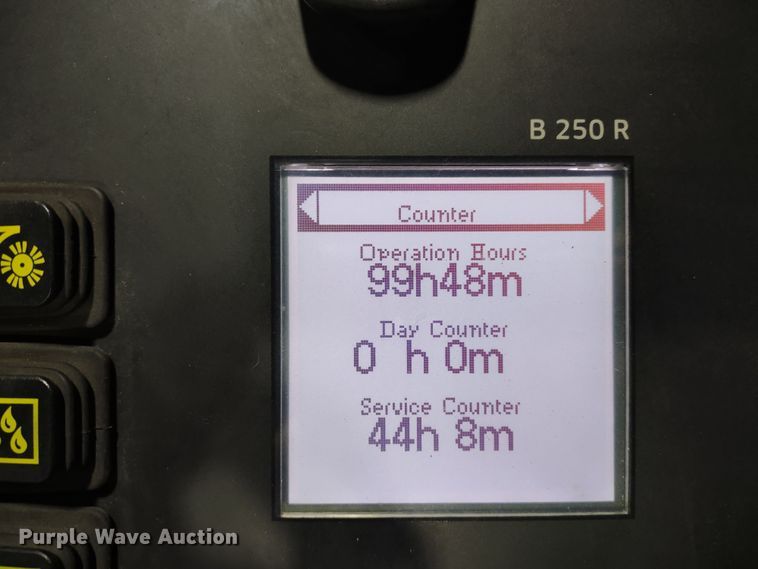 B 250 R
Counter
Operation Hours
99h48m
Day Counter
0 h 0m
Service Counter
44h 8m
Purple Wave Auction